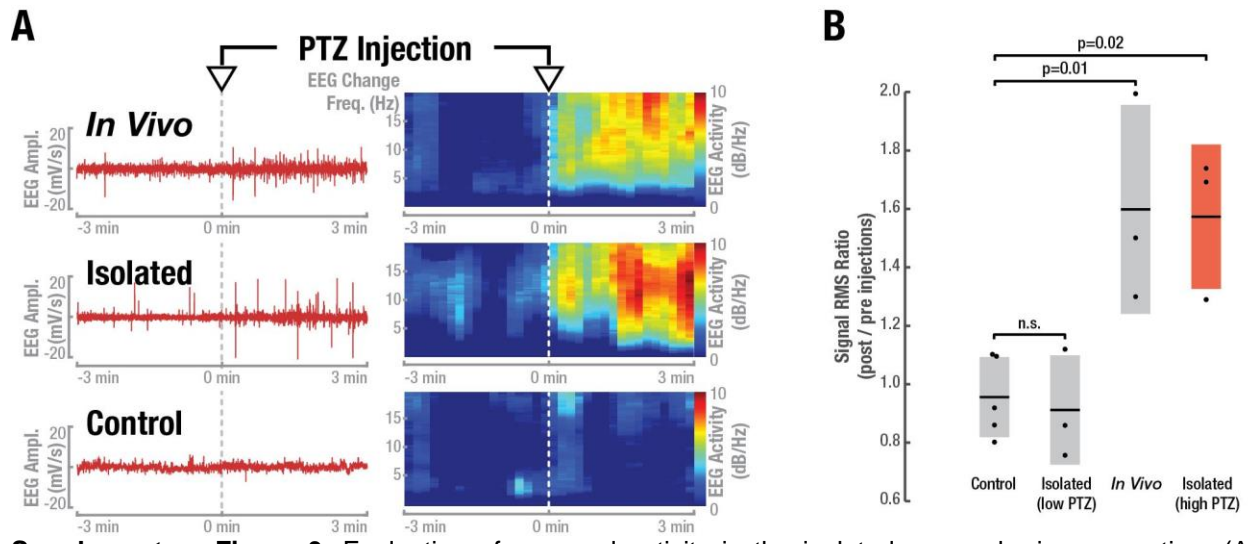 A
PTZ Injection
EEG Change
Freq. (Hz)
In Vivo
EEG Ampl.
(mV/s)
20
-20
-3 min
0 min
3 min
15
10
5
-3 min
0 min
3 min
10
0
EEG Activity
(dB/Hz)
Isolated
EEG Ampl.
(mV/s)
20
-20
-3 min
0 min
3 min
15
10
5
-3 min
0 min
3 min
10
0
EEG Activity
(dB/Hz)
Control
EEG Ampl.
(mV/s)
20
-20
-3 min
0 min
3 min
15
10
5
-3 min
0 min
3 min
10
0
EEG Activity
(dB/Hz)
B
p=0.02
p=0.01
n.s.
Signal RMS Ratio
(post / pre injections)
2.0
1.8
1.6
1.4
1.2
1.0
0.8
0.6
Control
Isolated
(low PTZ)
In Vivo
Isolated
(high PTZ)